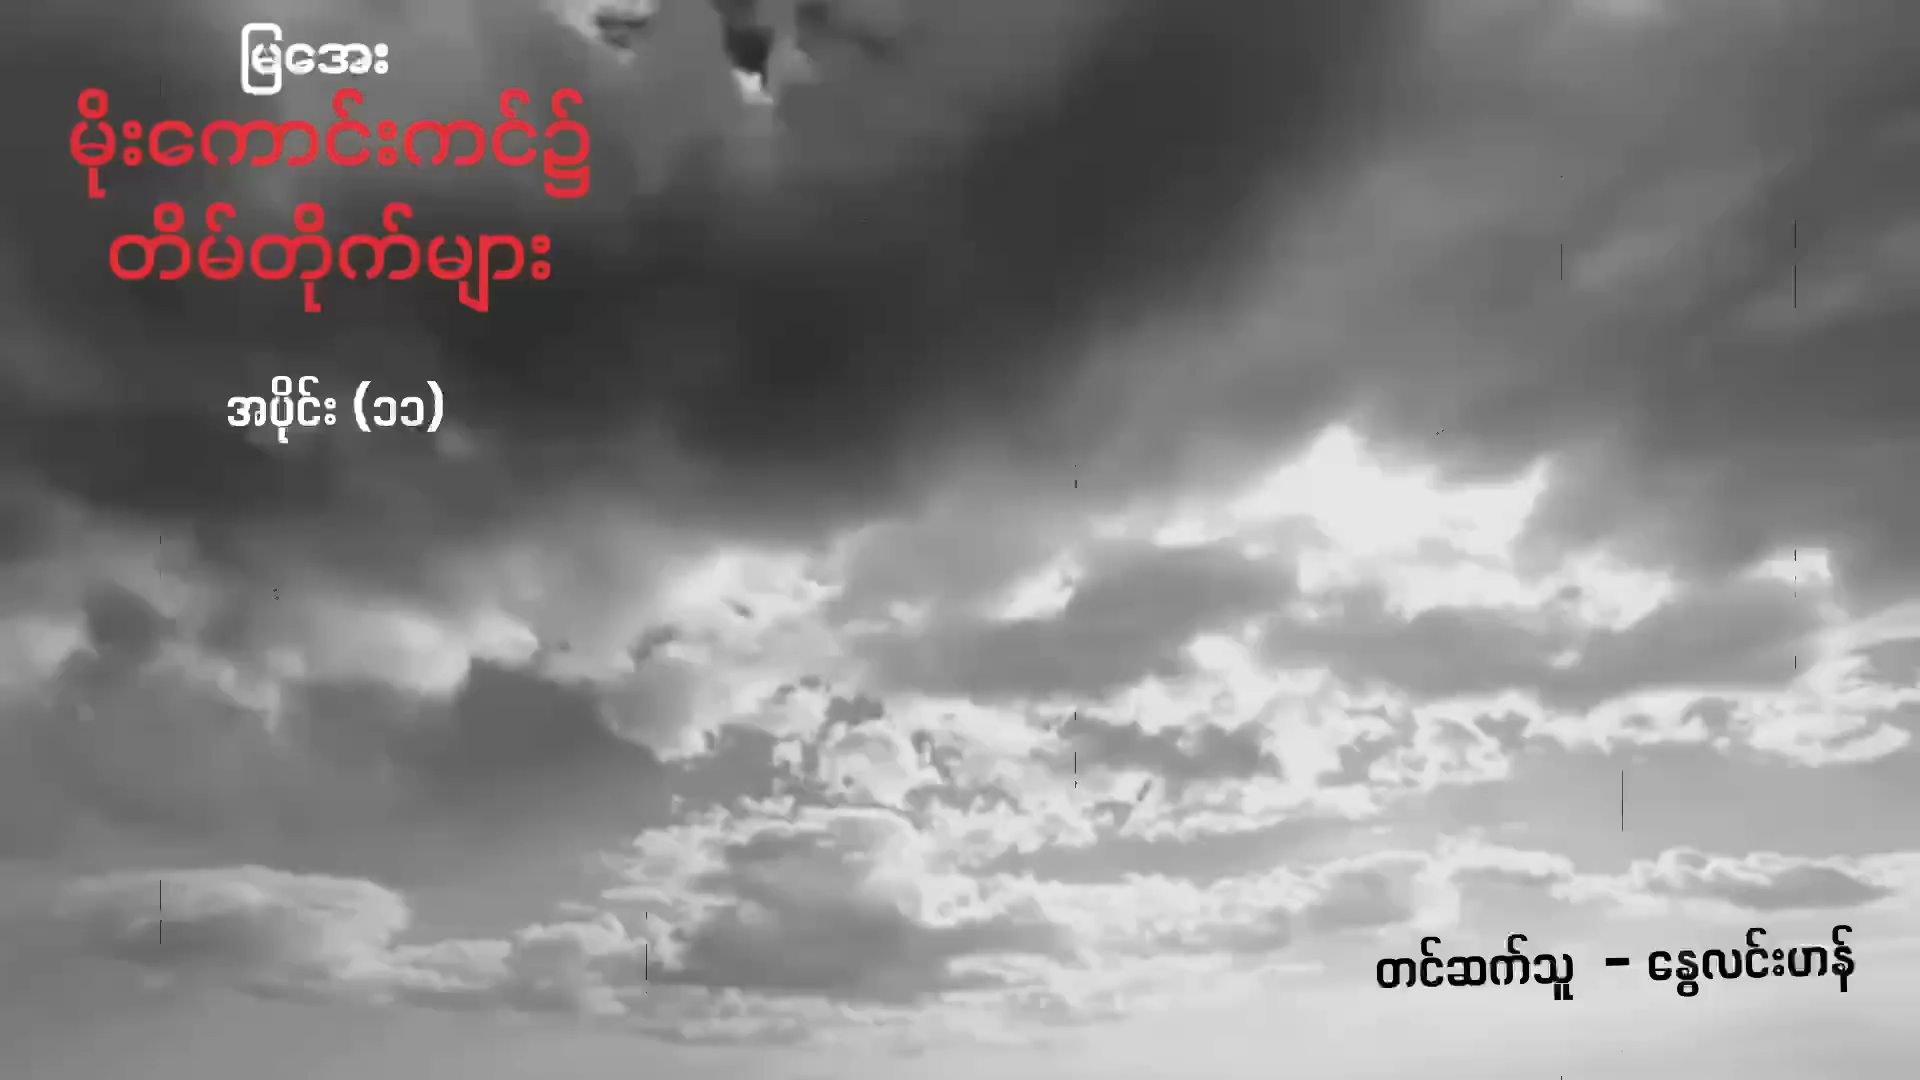 မြအေး
မိုးကောင်းကင်၌
တိမ်တိုက်များ
အပိုင်း (၁၁)
တင်ဆက်သူ - နွေလင်းဟန်